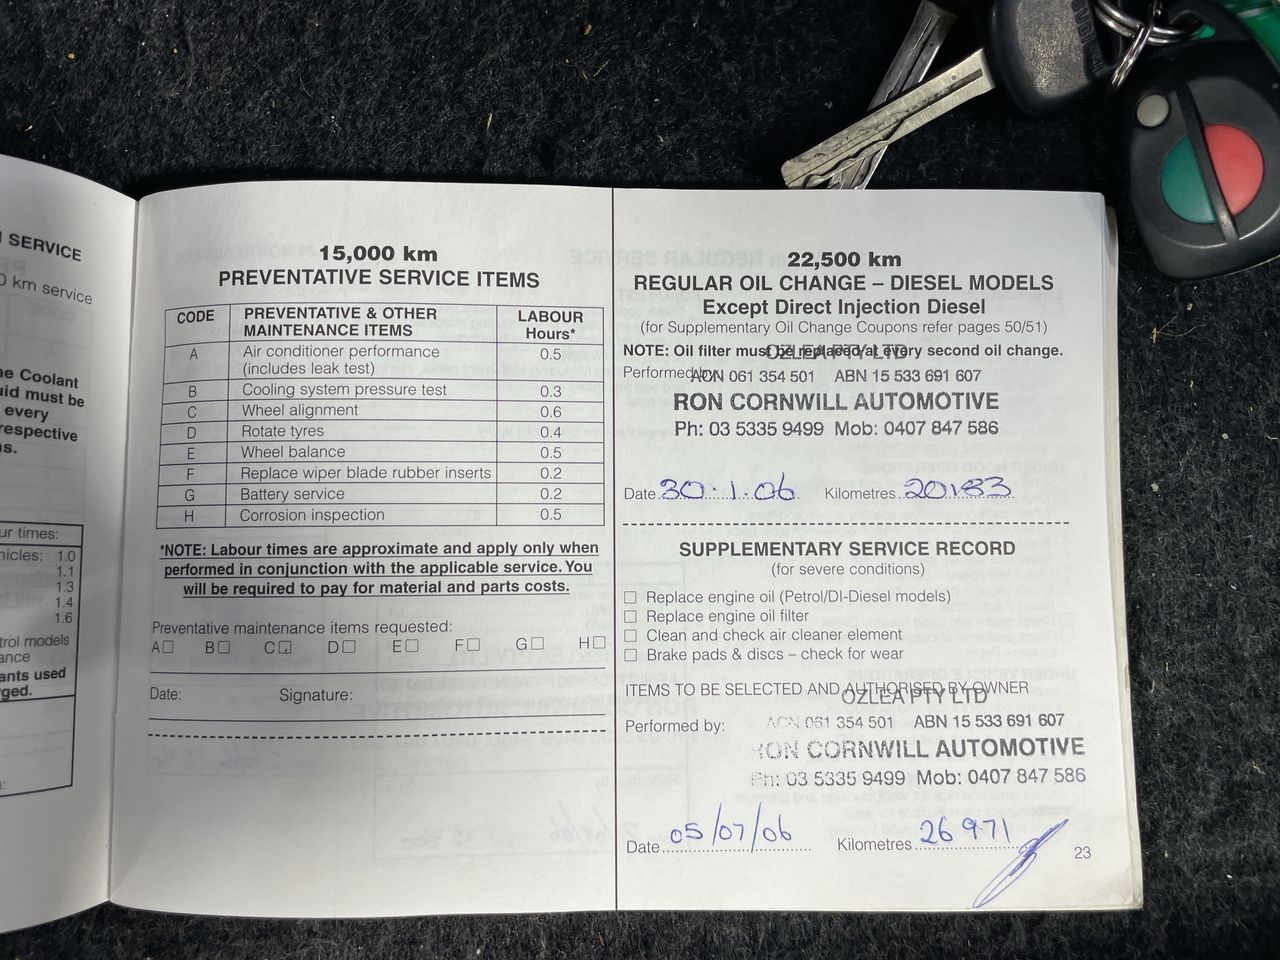 SERVICE
0 km service
he Coolant
uid must be
every
respective
ns.
ur times:
hicles: 1.0
1.1
1.3
1.4
1.6
trol models
ance
ants used
rged.
15,000 km
PREVENTATIVE SERVICE ITEMS
CODE PREVENTATIVE & OTHER MAINTENANCE ITEMS LABOUR Hours*
A Air conditioner performance (includes leak test) 0.5
B Cooling system pressure test 0.3
C Wheel alignment 0.6
D Rotate tyres 0.4
E Wheel balance 0.5
F Replace wiper blade rubber inserts 0.2
G Battery service 0.2
H Corrosion inspection 0.5
*NOTE: Labour times are approximate and apply only when
performed in conjunction with the applicable service. You
will be required to pay for material and parts costs.
Preventative maintenance items requested:
A☐ B☐ C☐ D☐ E☐ F☐ G☐ H☐
Date: Signature:
22,500 km
REGULAR OIL CHANGE – DIESEL MODELS
Except Direct Injection Diesel
(for Supplementary Oil Change Coupons refer pages 50/51)
NOTE: Oil filter must be replaced at every second oil change.
OZLEA PTY LTD
Performed by:
ACN 061 354 501 ABN 15 533 691 607
RON CORNWILL AUTOMOTIVE
Ph: 03 5335 9499 Mob: 0407 847 586
Date 30.1.06 Kilometres 20183
SUPPLEMENTARY SERVICE RECORD
(for severe conditions)
☐ Replace engine oil (Petrol/DI-Diesel models)
☐ Replace engine oil filter
☐ Clean and check air cleaner element
☐ Brake pads & discs – check for wear
ITEMS TO BE SELECTED AND AUTHORISED BY OWNER
OZLEA PTY LTD
Performed by: ACN 061 354 501 ABN 15 533 691 607
RON CORNWILL AUTOMOTIVE
Ph: 03 5335 9499 Mob: 0407 847 586
Date 05/07/06 Kilometres 26971
23